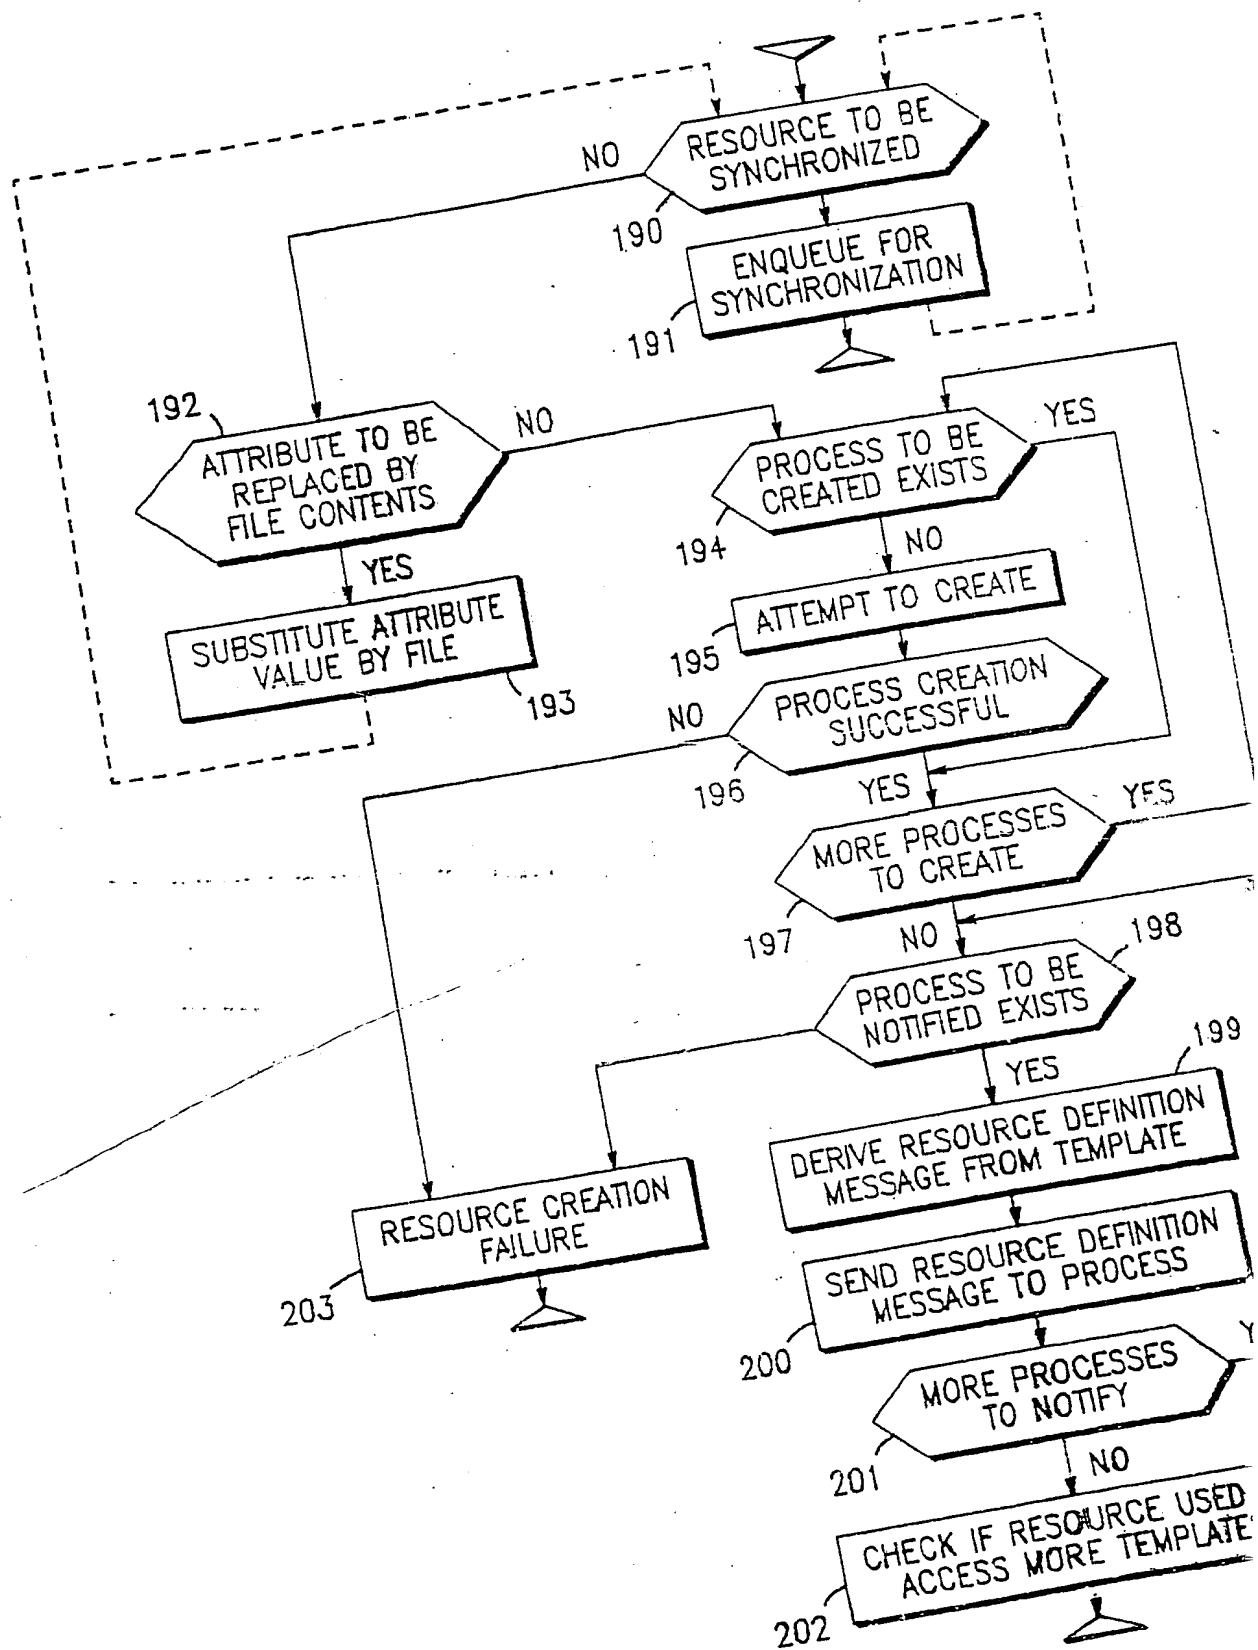 RESOURCE TO BE
SYNCHRONIZED
NO
190
ENQUEUE FOR
SYNCHRONIZATION
191
192
ATTRIBUTE TO BE
REPLACED BY
FILE CONTENTS
NO
YES
SUBSTITUTE ATTRIBUTE
VALUE BY FILE
193
PROCESS TO BE
CREATED EXISTS
YES
194
NO
ATTEMPT TO CREATE
195
PROCESS CREATION
SUCCESSFUL
NO
196
YES
MORE PROCESSES
TO CREATE
YES
197
NO
198
PROCESS TO BE
NOTIFIED EXISTS
YES
199
DERIVE RESOURCE DEFINITION
MESSAGE FROM TEMPLATE
RESOURCE CREATION
FAILURE
203
SEND RESOURCE DEFINITION
MESSAGE TO PROCESS
200
MORE PROCESSES
TO NOTIFY
201
NO
CHECK IF RESOURCE USED
ACCESS MORE TEMPLATE
202